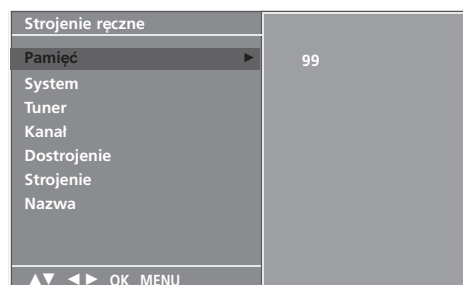 Strojenie ręczne
Pamięć ► 99
System
Tuner
Kanał
Dostrojenie
Strojenie
Nazwa
▲▼ ◄► OK MENU